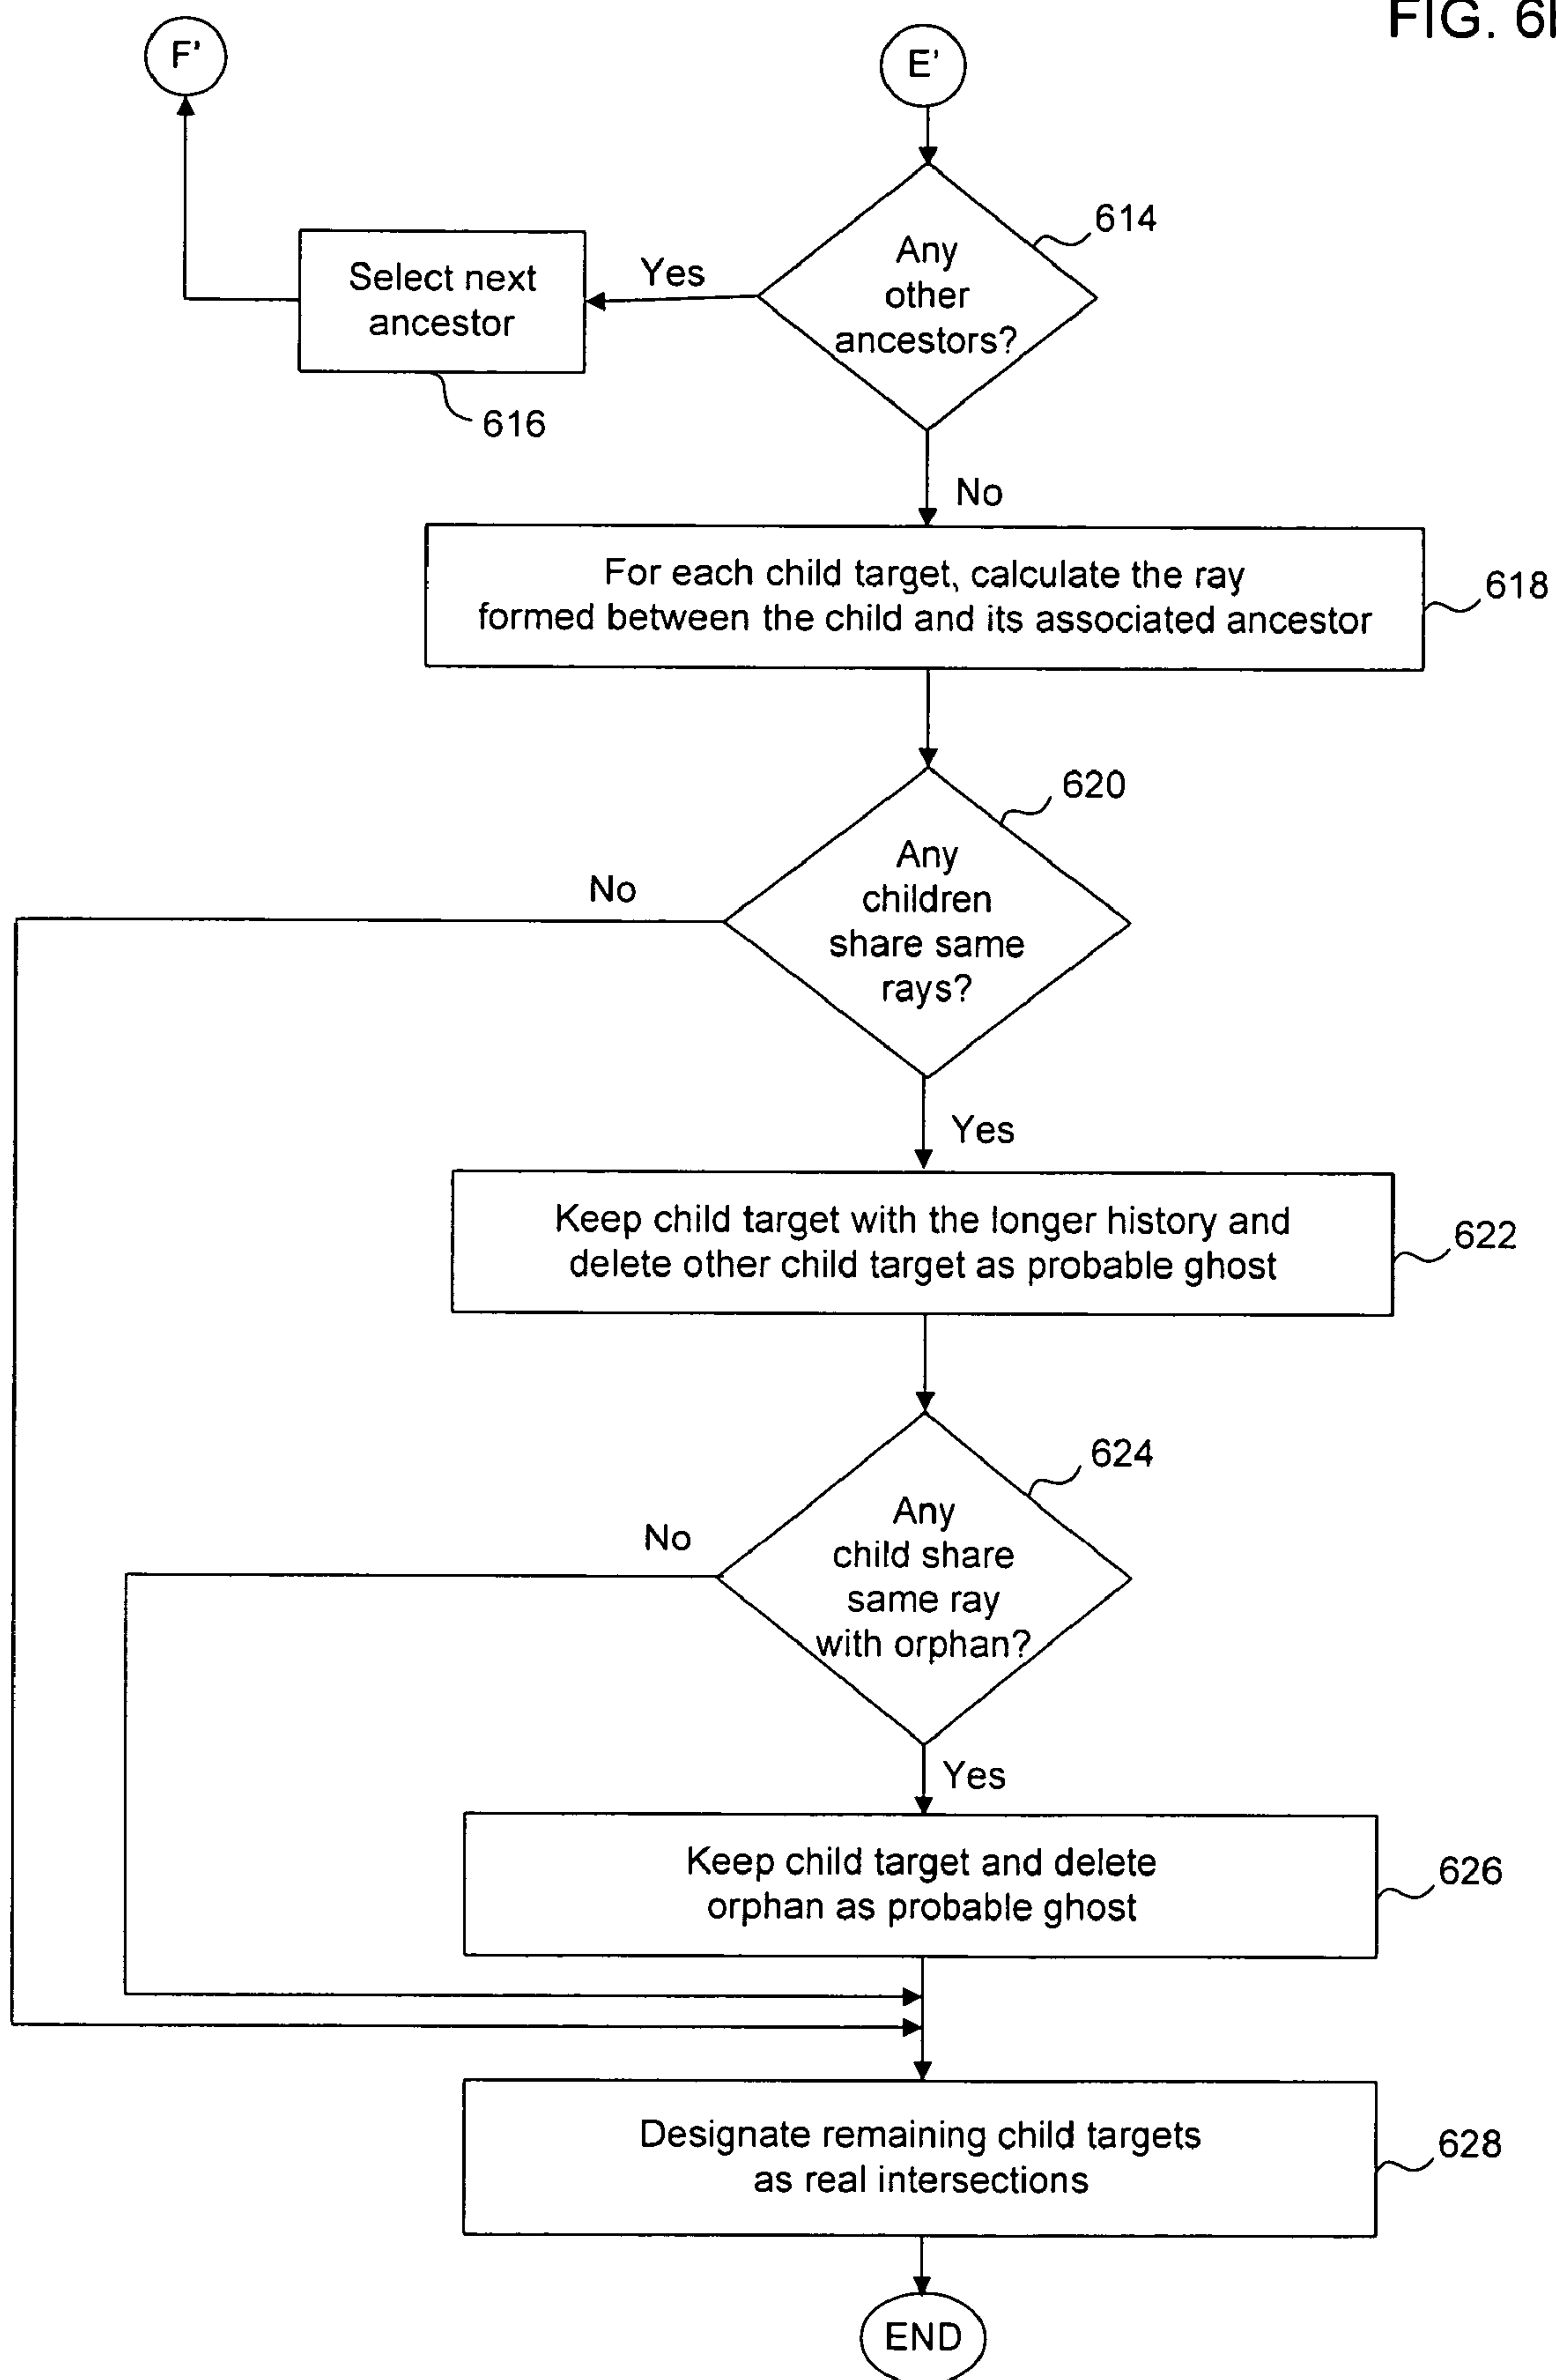 FIG. 6b
F'
E'
614
Any
other
ancestors?
Yes
Select next
ancestor
616
No
For each child target, calculate the ray
formed between the child and its associated ancestor
618
620
Any
children
share same
rays?
No
Yes
Keep child target with the longer history and
delete other child target as probable ghost
622
624
Any
child share
same ray
with orphan?
No
Yes
Keep child target and delete
orphan as probable ghost
626
Designate remaining child targets
as real intersections
628
END